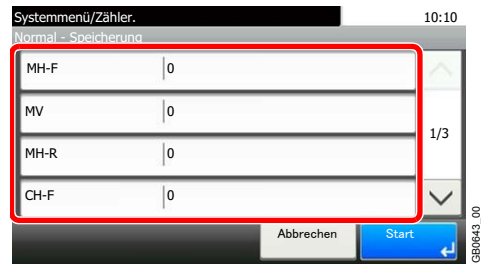 Systemmenü/Zähler. 10:10
Normal - Speicherung
MH-F 0
MV 0
1/3
MH-R 0
CH-F 0
Abbrechen Start
GB0643_00